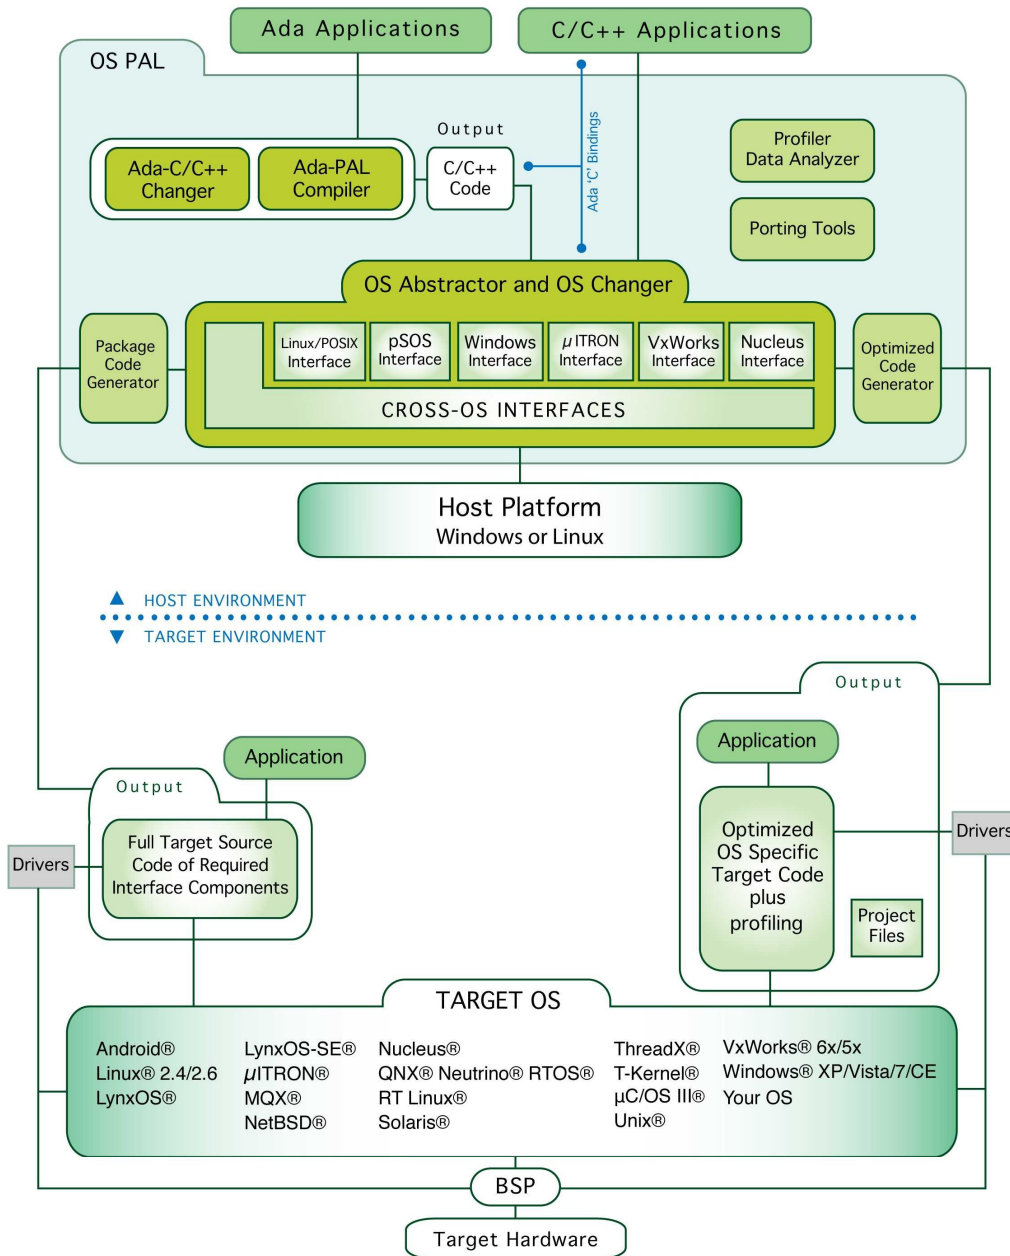 Ada Applications
C/C++ Applications
OS PAL
Output
Ada-C/C++
Changer
Ada-PAL
Compiler
C/C++
Code
Ada ‘C’ Bindings
Profiler
Data Analyzer
Porting Tools
OS Abstractor and OS Changer
Package
Code
Generator
Linux/POSIX
Interface
pSOS
Interface
Windows
Interface
µITRON
Interface
VxWorks
Interface
Nucleus
Interface
Optimized
Code
Generator
CROSS-OS INTERFACES
Host Platform
Windows or Linux
▲ HOST ENVIRONMENT
▼ TARGET ENVIRONMENT
Output
Application
Application
Output
Drivers
Full Target Source
Code of Required
Interface Components
Optimized
OS Specific
Target Code
plus
profiling
Drivers
Project
Files
TARGET OS
Android®
Linux® 2.4/2.6
LynxOS®
LynxOS-SE®
µITRON®
MQX®
NetBSD®
Nucleus®
QNX® Neutrino® RTOS®
RT Linux®
Solaris®
ThreadX®
T-Kernel®
µC/OS III®
Unix®
VxWorks® 6x/5x
Windows® XP/Vista/7/CE
Your OS
BSP
Target Hardware